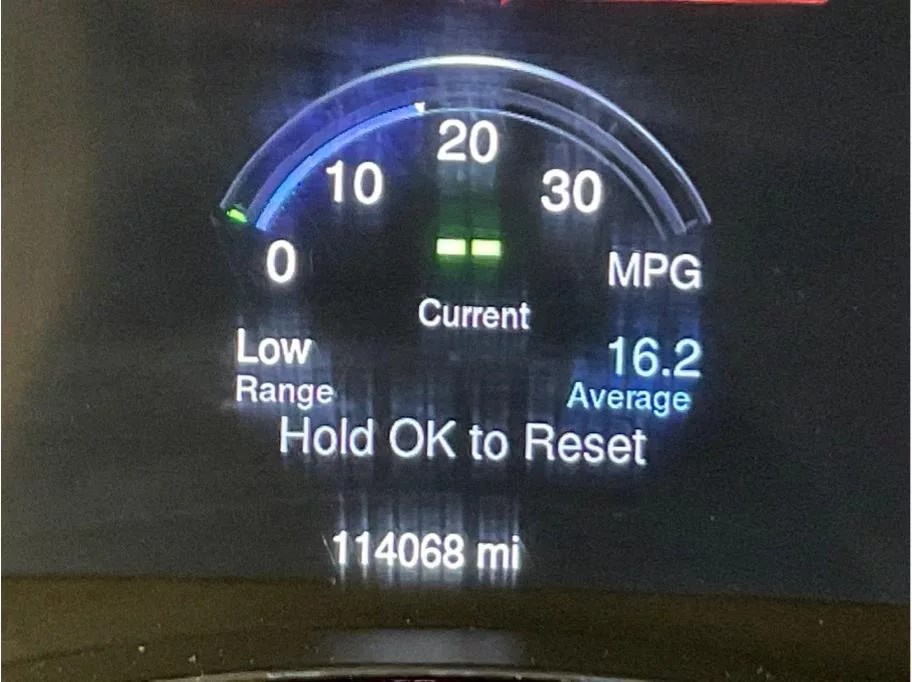 20
10
30
0
--
MPG
Current
Low
16.2
Range
Average
Hold OK to Reset
114068 mi